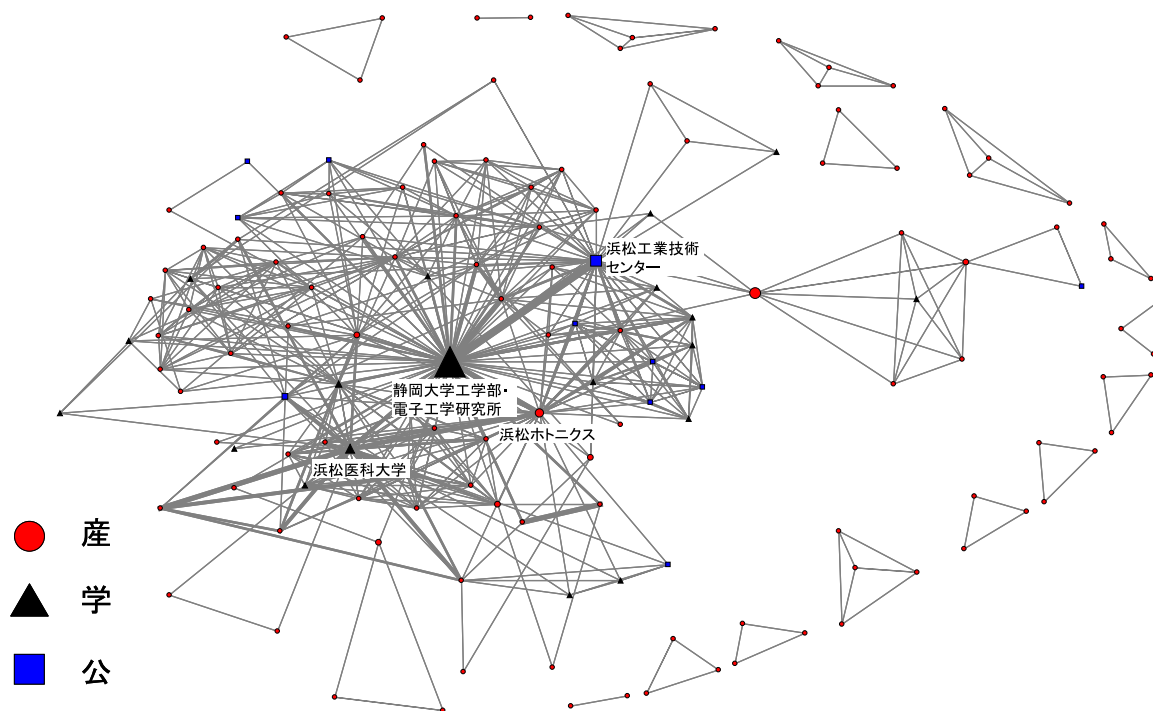 浜松工業技術
センター
静岡大学工学部・
電子工学研究所
浜松ホトニクス
浜松医科大学
産
学
公